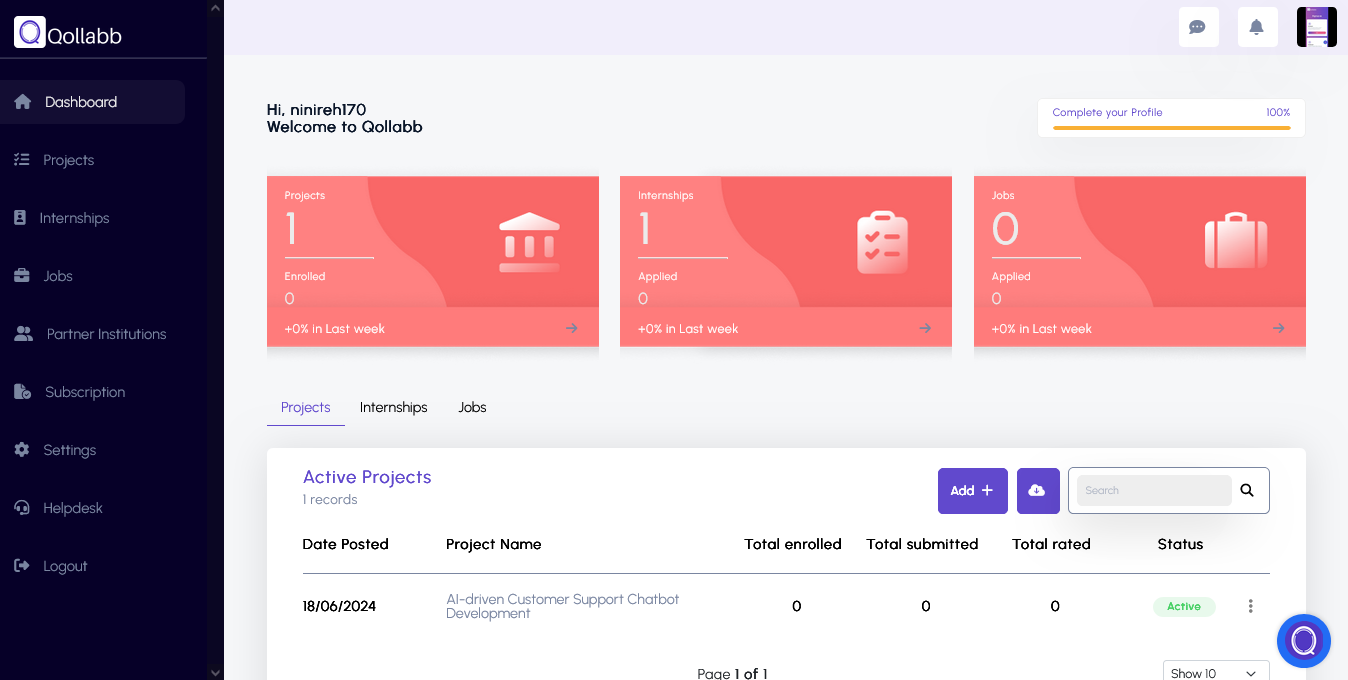 Qollabb
Dashboard
Projects
Internships
Jobs
Partner Institutions
Subscription
Settings
Helpdesk
Logout
Hi, ninireh170
Welcome to Qollabb
Complete your Profile 100%
Projects
1
Enrolled
0
+0% in Last week
Internships
1
Applied
0
+0% in Last week
Jobs
0
Applied
0
+0% in Last week
Projects Internships Jobs
Active Projects
1 records
Add +
Search
Date Posted Project Name Total enrolled Total submitted Total rated Status
18/06/2024 AI-driven Customer Support Chatbot
Development 0 0 0 Active
Page 1 of 1
Show 10